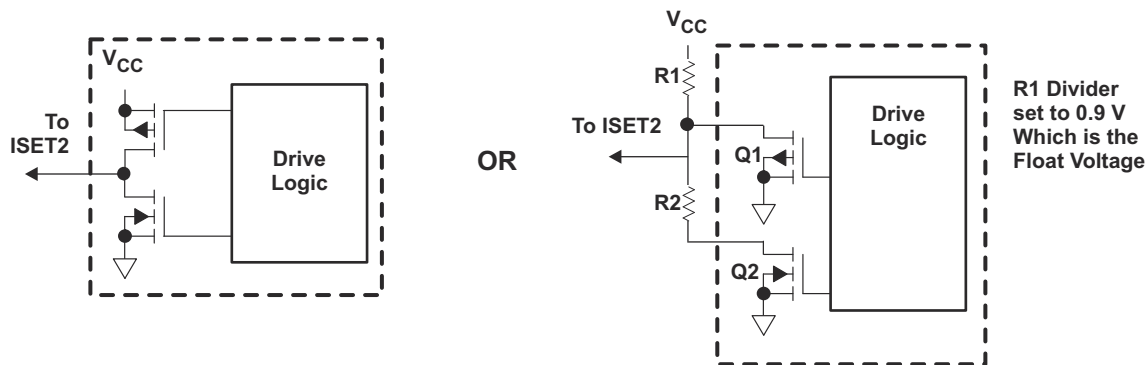 VCC
To
ISET2
Drive
Logic
OR
VCC
R1
To ISET2
R2
Q1
Q2
Drive
Logic
R1 Divider
set to 0.9 V
Which is the
Float Voltage